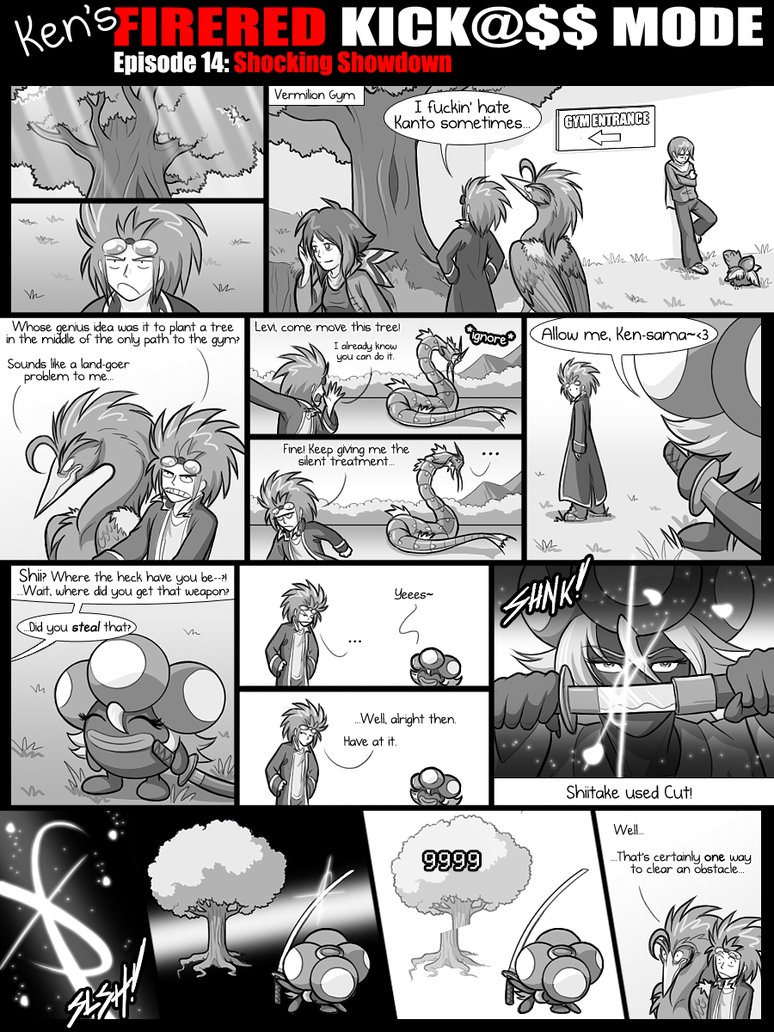 Ken's FIRERED KICK@$$ MODE
Episode 14: Shocking Showdown
Vermilion Gym
I fuckin' hate
Kanto sometimes...
GYM ENTRANCE
Whose genius idea was it to plant a tree
in the middle of the only path to the gym?
Sounds like a land-goer
problem to me...
Levi, come move this tree!
I already know
you can do it.
*ignore*
Fine! Keep giving me the
silent treatment...
...
Allow me, Ken-sama~<3
Shii? Where the heck have you be--?!
...Wait, where did you get that weapon?
...Did you steal that?
...
Yeees~
...Well, alright then.
Have at it.
SHNK!
Shiitake used Cut!
SLSH!
9999
Well...
...That's certainly one way
to clear an obstacle...